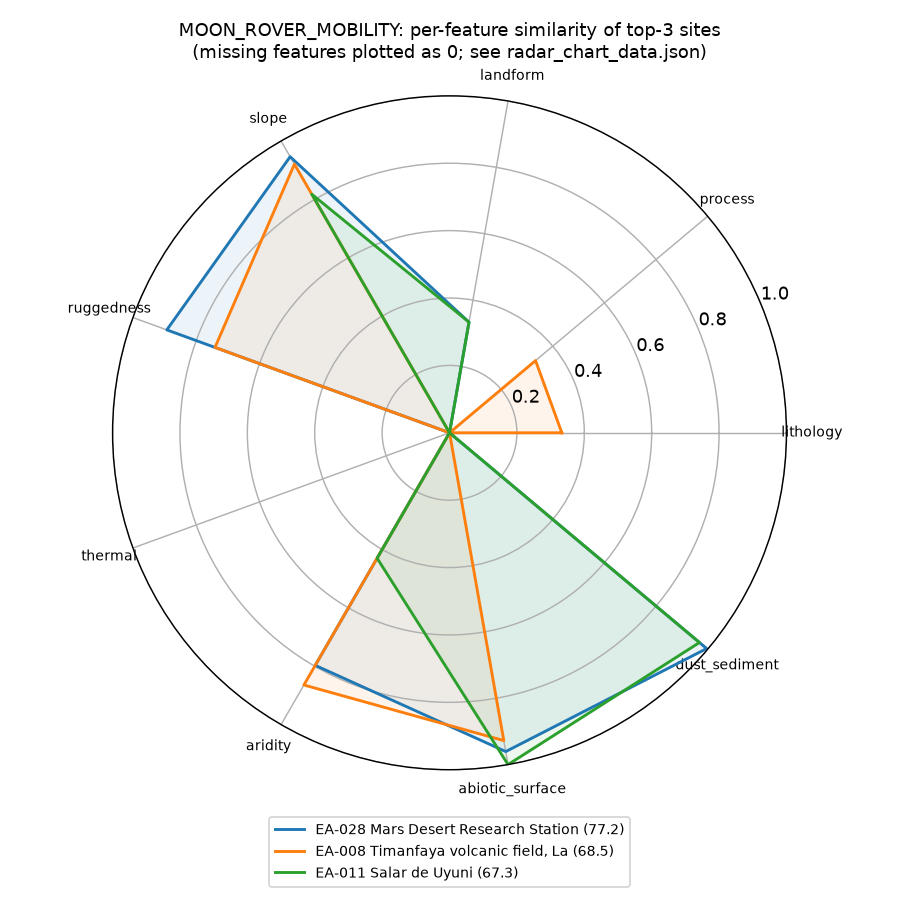 MOON_ROVER_MOBILITY: per-feature similarity of top-3 sites
(missing features plotted as 0; see radar_chart_data.json)
landform
slope
process
ruggedness
1.0
0.8
0.6
0.4
0.2
lithology
thermal
dust_sediment
aridity
abiotic_surface
EA-028 Mars Desert Research Station (77.2)
EA-008 Timanfaya volcanic field, La (68.5)
EA-011 Salar de Uyuni (67.3)